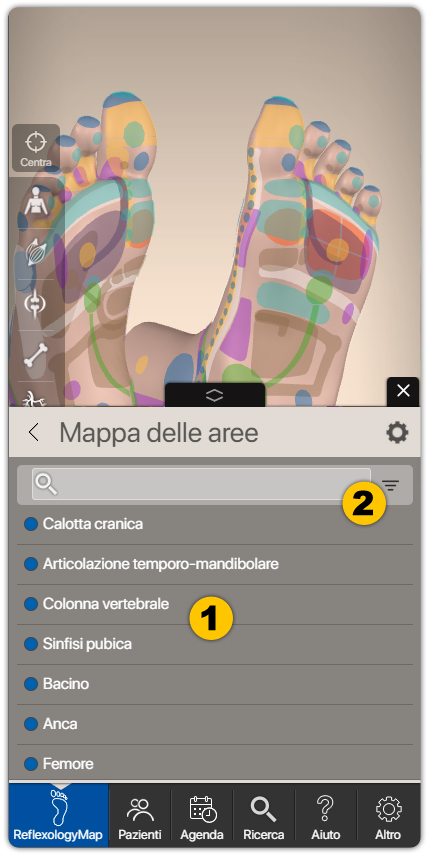 Centra
Mappa delle aree
2
Calotta cranica
Articolazione temporo-mandibolare
Colonna vertebrale
1
Sinfisi pubica
Bacino
Anca
Femore
ReflexologyMap Pazienti Agenda Ricerca Aiuto Altro